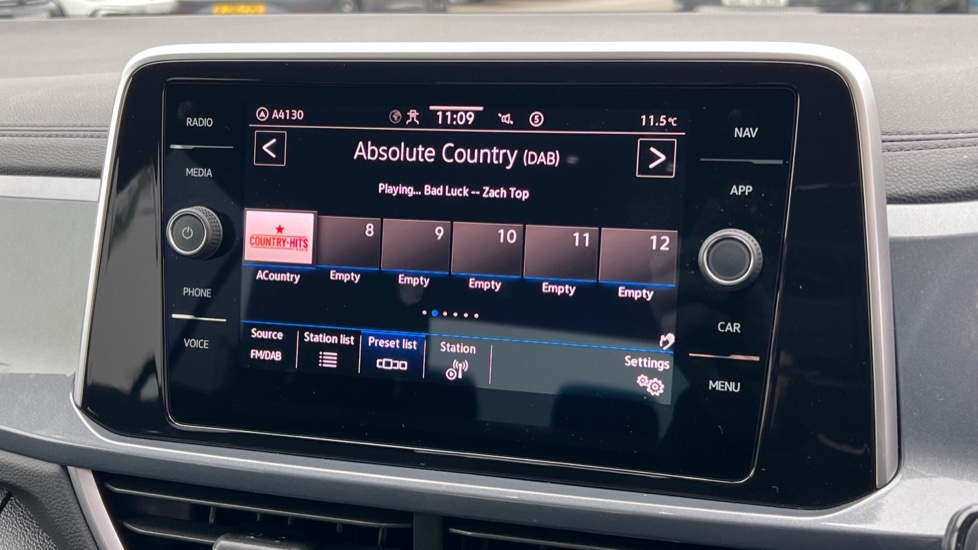 RADIO
MEDIA
PHONE
VOICE
A4130 11:09 5 11.5°C
< Absolute Country (DAB) >
Playing... Bad Luck -- Zach Top
COUNTRY-HITS 8 9 10 11 12
ACountry Empty Empty Empty Empty Empty
Source Station list Preset list Station Settings
FM/DAB
NAV
APP
CAR
MENU